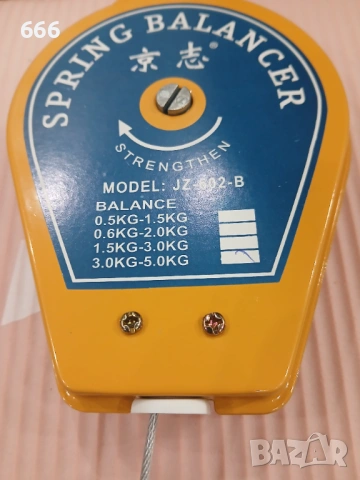 666
SPRING BALANCER
京志®
STRENGTHEN
MODEL: JZ-602-B
BALANCE
0.5KG-1.5KG
0.6KG-2.0KG
1.5KG-3.0KG
3.0KG-5.0KG
BAZAR